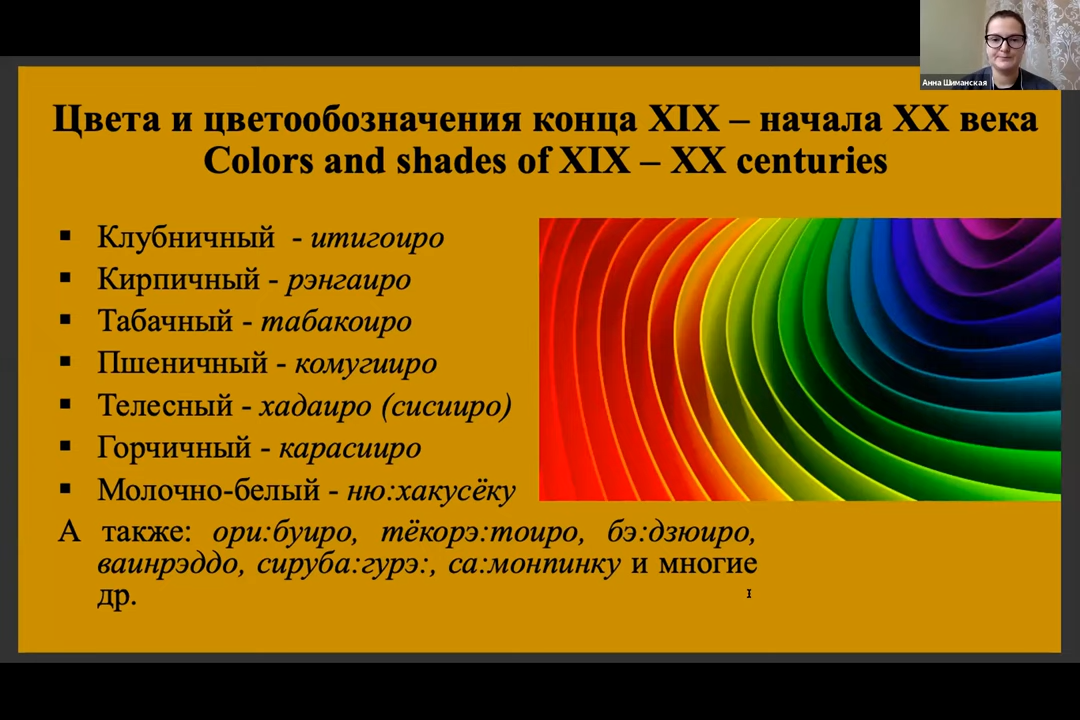 Анна Шиманская
Цвета и цветообозначения конца XIX – начала XX века
Colors and shades of XIX – XX centuries
▪ Клубничный - итигоиро
▪ Кирпичный - рэнгаиро
▪ Табачный - табакоиро
▪ Пшеничный - комугииро
▪ Телесный - хадаиро (сисииро)
▪ Горчичный - карасииро
▪ Молочно-белый - ню:хакусёку
А также: ори:буиро, тёкорэ:тоиро, бэ:дзюиро,
ваинрэддо, сируба:гурэ:, са:монпинку и многие
др.